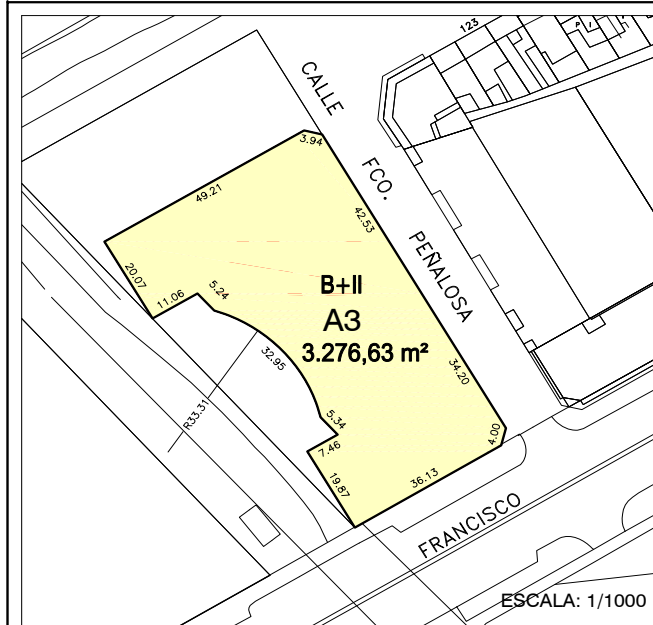 123
P I
CALLE
FCO.
PEÑALOSA
3.94
49.21
42.53
20.07
11.06
5.24
B+II
A3
3.276,63 m²
32.95
R33.31
34.20
5.34
7.46
4.00
19.87
36.13
FRANCISCO
ESCALA: 1/1000